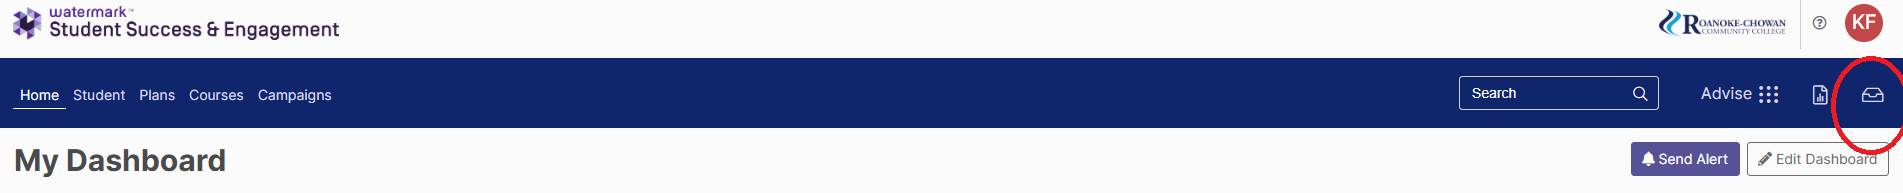 watermark™
Student Success & Engagement
ROANOKE-CHOWAN
COMMUNITY COLLEGE
KF
Home Student Plans Courses Campaigns
Search
Advise
My Dashboard
Send Alert
Edit Dashboard